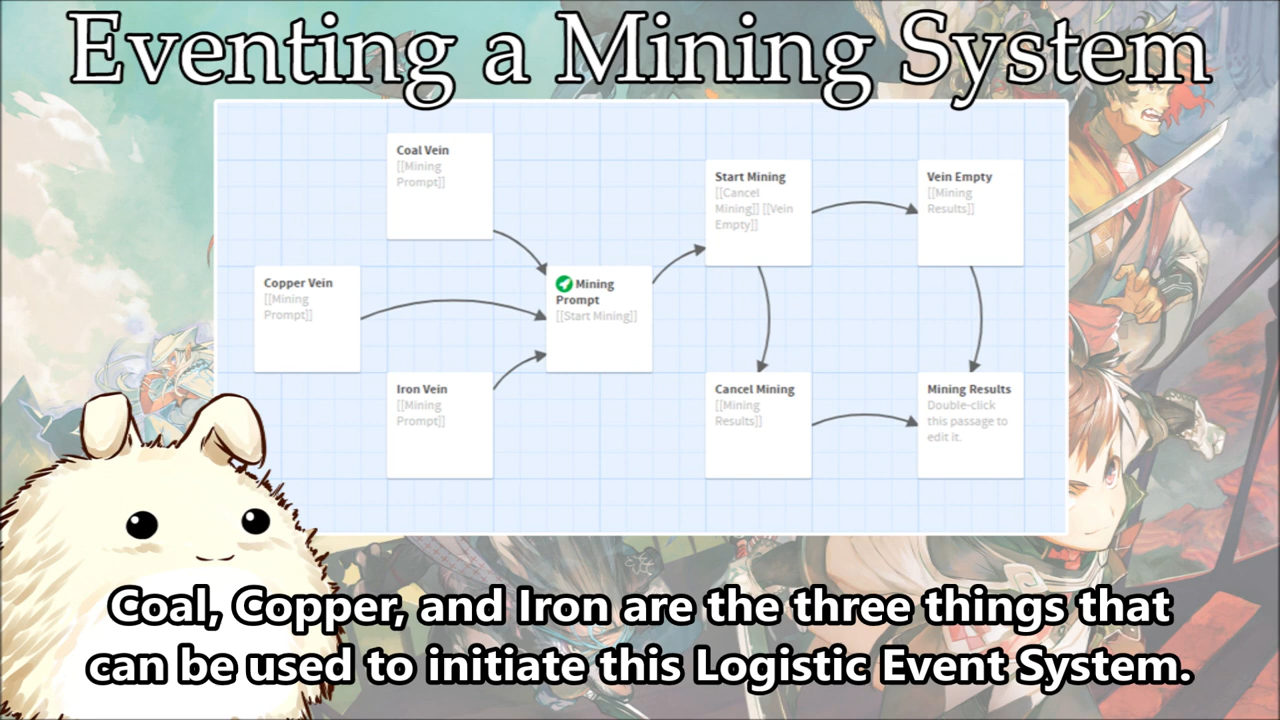 Eventing a Mining System
Coal Vein
[[Mining
Prompt]]
Start Mining
[[Cancel
Mining]] [[Vein
Empty]]
Vein Empty
[[Mining
Results]]
Copper Vein
[[Mining
Prompt]]
Mining
Prompt
[[Start Mining]]
Iron Vein
[[Mining
Prompt]]
Cancel Mining
[[Mining
Results]]
Mining Results
Double-click
this passage to
edit it.
Coal, Copper, and Iron are the three things that
can be used to initiate this Logistic Event System.